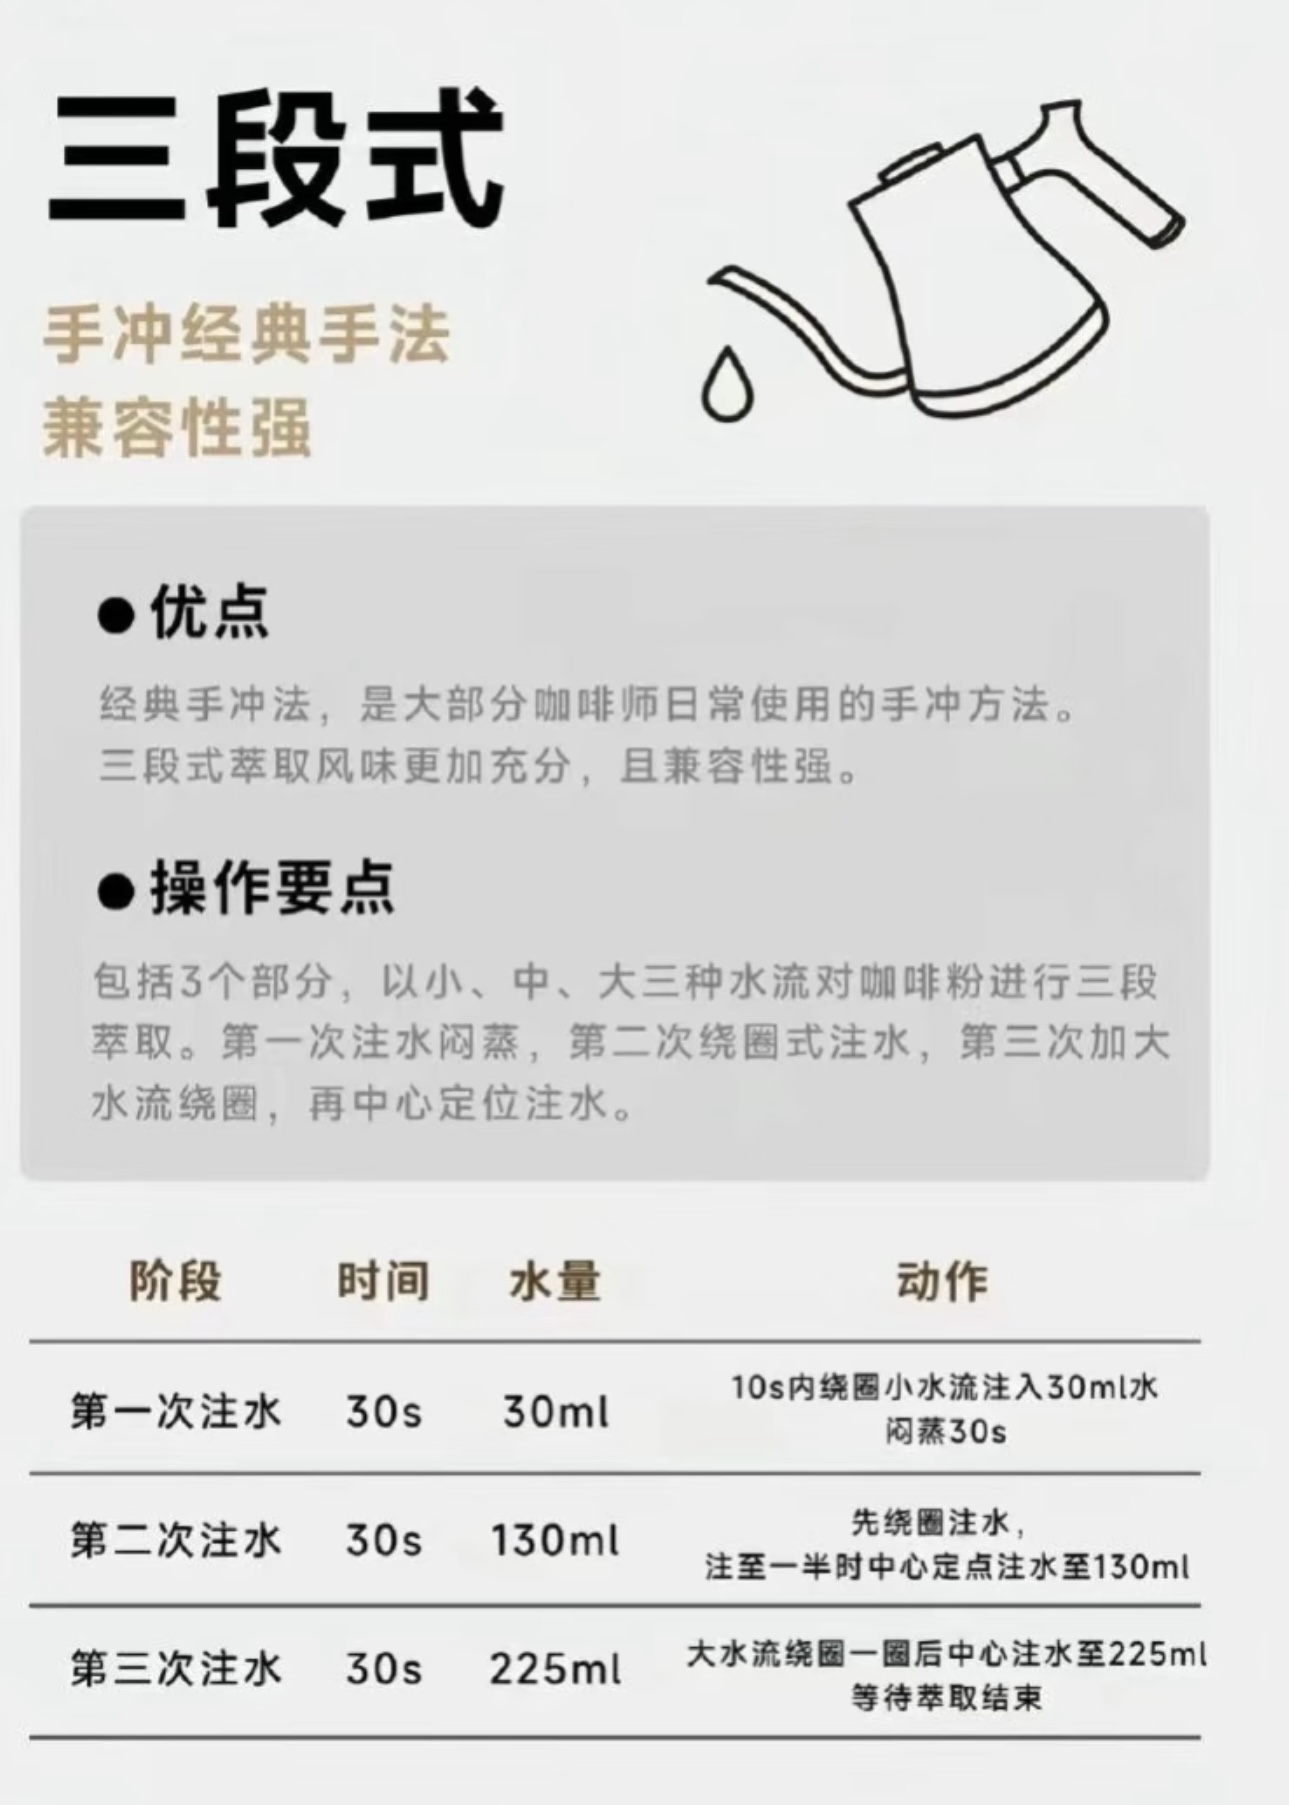 三段式
手冲经典手法
兼容性强
●优点
经典手冲法，是大部分咖啡师日常使用的手冲方法。
三段式萃取风味更加充分，且兼容性强。
●操作要点
包括3个部分，以小、中、大三种水流对咖啡粉进行三段
萃取。第一次注水闷蒸，第二次绕圈式注水，第三次加大
水流绕圈，再中心定位注水。
阶段 时间 水量 动作
第一次注水 30s 30ml 10s内绕圈小水流注入30ml水
闷蒸30s
第二次注水 30s 130ml 先绕圈注水，
注至一半时中心定点注水至130ml
第三次注水 30s 225ml 大水流绕圈一圈后中心注水至225ml
等待萃取结束